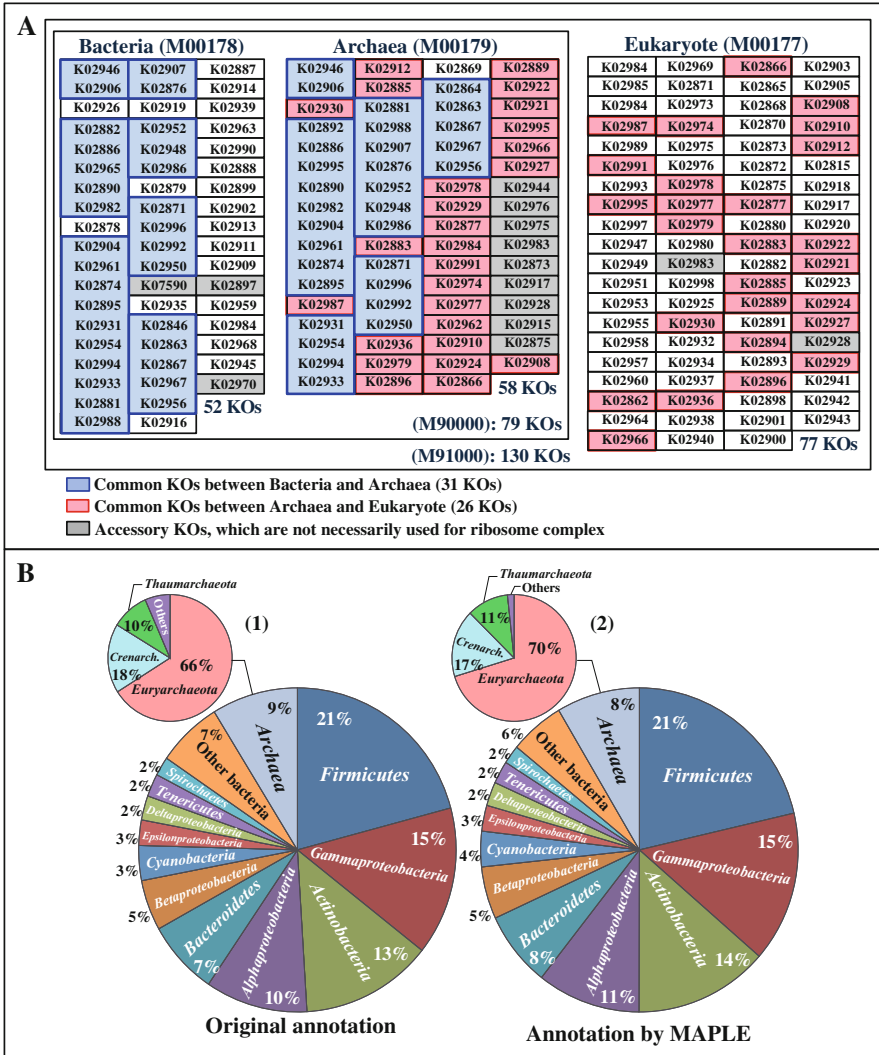 A
Bacteria (M00178)
K02946 K02907 K02887
K02906 K02876 K02914
K02926 K02919 K02939
K02882 K02952 K02963
K02886 K02948 K02990
K02965 K02986 K02888
K02890 K02879 K02899
K02982 K02871 K02902
K02878 K02996 K02913
K02904 K02992 K02911
K02961 K02950 K02909
K02874 K07590 K02897
K02895 K02935 K02959
K02931 K02846 K02984
K02954 K02863 K02968
K02994 K02867 K02945
K02933 K02967 K02970
K02881 K02956 52 KOs
K02988 K02916
Archaea (M00179)
K02946 K02912 K02869 K02889
K02906 K02885 K02864 K02922
K02930 K02881 K02863 K02921
K02892 K02988 K02867 K02995
K02886 K02907 K02967 K02966
K02995 K02876 K02956 K02927
K02890 K02952 K02978 K02944
K02982 K02948 K02929 K02976
K02904 K02986 K02877 K02975
K02961 K02883 K02984 K02983
K02874 K02871 K02991 K02873
K02895 K02996 K02974 K02917
K02987 K02992 K02977 K02928
K02931 K02950 K02962 K02915
K02954 K02936 K02910 K02875
K02994 K02979 K02924 K02908
K02933 K02896 K02866 58 KOs
(M90000): 79 KOs
(M91000): 130 KOs
Eukaryote (M00177)
K02984 K02969 K02866 K02903
K02985 K02871 K02865 K02905
K02984 K02973 K02868 K02908
K02987 K02974 K02870 K02910
K02989 K02975 K02873 K02912
K02991 K02976 K02872 K02815
K02993 K02978 K02875 K02918
K02995 K02977 K02877 K02917
K02997 K02979 K02880 K02920
K02947 K02980 K02883 K02922
K02949 K02983 K02882 K02921
K02951 K02998 K02885 K02923
K02953 K02925 K02889 K02924
K02955 K02930 K02891 K02927
K02958 K02932 K02894 K02928
K02957 K02934 K02893 K02929
K02960 K02937 K02896 K02941
K02862 K02936 K02898 K02942
K02964 K02938 K02901 K02943
K02966 K02940 K02900 77 KOs
Common KOs between Bacteria and Archaea (31 KOs)
Common KOs between Archaea and Eukaryote (26 KOs)
Accessory KOs, which are not necessarily used for ribosome complex
B
(1)
Thaumarchaeota
Others
10%
Crenarch.
18%
66%
Euryarchaeota
9%
Archaea
21%
Firmicutes
15%
Gammaproteobacteria
13%
Actinobacteria
10%
Alphaproteobacteria
7%
Bacteroidetes
5%
Betaproteobacteria
3%
Cyanobacteria
3%
Epsilonproteobacteria
2%
Deltaproteobacteria
2%
Tenericutes
2%
Spirochaetes
7%
Other bacteria
Original annotation
(2)
Thaumarchaeota
Others
11%
Crenarch.
17%
70%
Euryarchaeota
8%
Archaea
21%
Firmicutes
15%
Gammaproteobacteria
14%
Actinobacteria
11%
Alphaproteobacteria
8%
Bacteroidetes
5%
Betaproteobacteria
4%
Cyanobacteria
3%
Epsilonproteobacteria
2%
Deltaproteobacteria
2%
Tenericutes
2%
Spirochaetes
6%
Other bacteria
Annotation by MAPLE